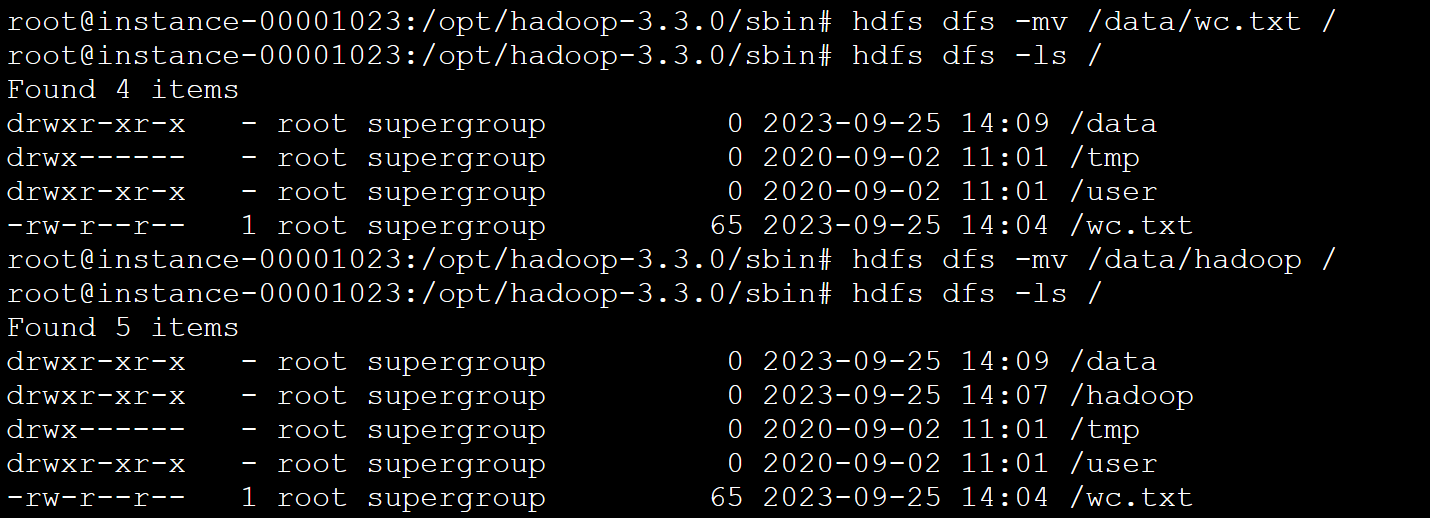 root@instance-00001023:/opt/hadoop-3.3.0/sbin# hdfs dfs -mv /data/wc.txt /
root@instance-00001023:/opt/hadoop-3.3.0/sbin# hdfs dfs -ls /
Found 4 items
drwxr-xr-x   - root supergroup          0 2023-09-25 14:09 /data
drwx------   - root supergroup          0 2020-09-02 11:01 /tmp
drwxr-xr-x   - root supergroup          0 2020-09-02 11:01 /user
-rw-r--r--   1 root supergroup         65 2023-09-25 14:04 /wc.txt
root@instance-00001023:/opt/hadoop-3.3.0/sbin# hdfs dfs -mv /data/hadoop /
root@instance-00001023:/opt/hadoop-3.3.0/sbin# hdfs dfs -ls /
Found 5 items
drwxr-xr-x   - root supergroup          0 2023-09-25 14:09 /data
drwxr-xr-x   - root supergroup          0 2023-09-25 14:07 /hadoop
drwx------   - root supergroup          0 2020-09-02 11:01 /tmp
drwxr-xr-x   - root supergroup          0 2020-09-02 11:01 /user
-rw-r--r--   1 root supergroup         65 2023-09-25 14:04 /wc.txt